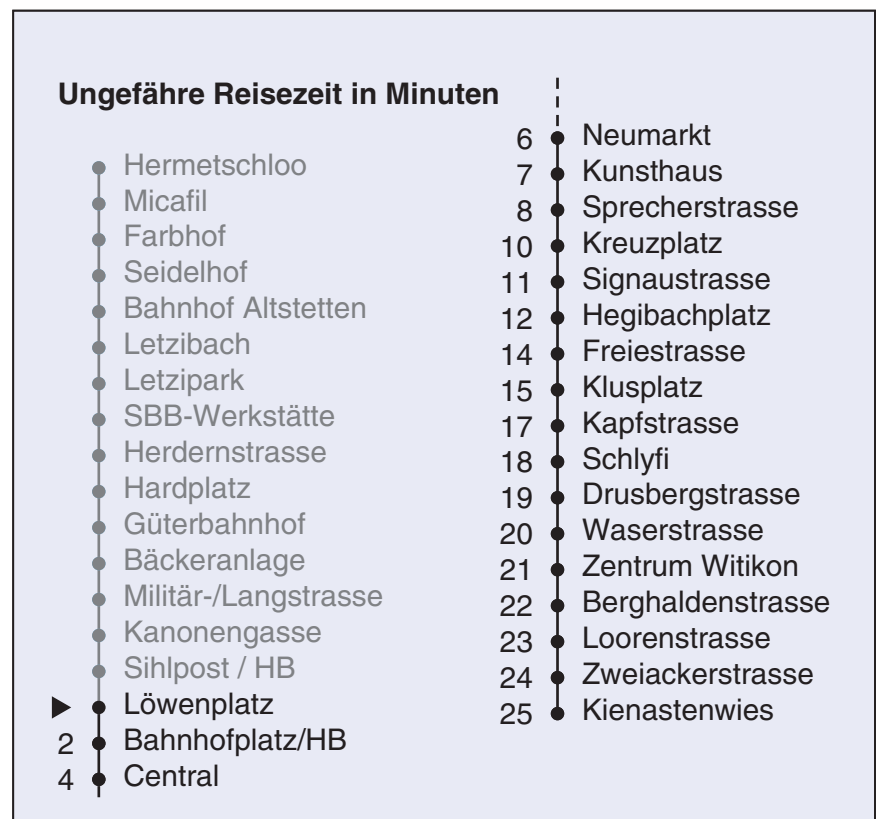 Ungefähre Reisezeit in Minuten
Hermetschloo
Micafil
Farbhof
Seidelhof
Bahnhof Altstetten
Letzibach
Letzipark
SBB-Werkstätte
Herdernstrasse
Hardplatz
Güterbahnhof
Bäckeranlage
Militär-/Langstrasse
Kanonengasse
Sihlpost / HB
Löwenplatz
2 Bahnhofplatz/HB
4 Central
6 Neumarkt
7 Kunsthaus
8 Sprecherstrasse
10 Kreuzplatz
11 Signaustrasse
12 Hegibachplatz
14 Freiestrasse
15 Klusplatz
17 Kapfstrasse
18 Schlyfi
19 Drusbergstrasse
20 Waserstrasse
21 Zentrum Witikon
22 Berghaldenstrasse
23 Loorenstrasse
24 Zweiackerstrasse
25 Kienastenwies